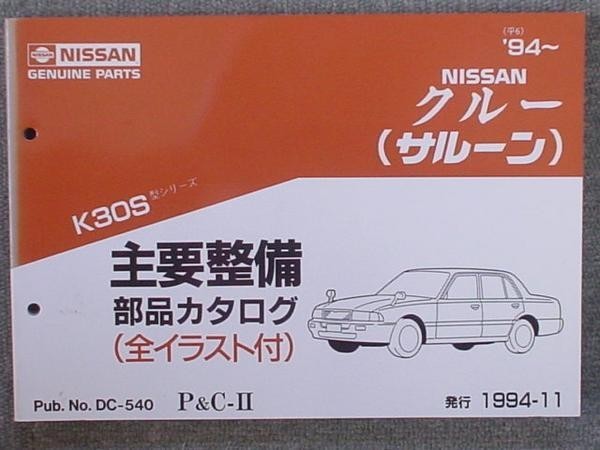 NISSAN
GENUINE PARTS
(平6)
'94~
NISSAN
クルー
(サルーン)
K30S型シリーズ
主要整備
部品カタログ
(全イラスト付)
Pub. No. DC-540 P&C-II
発行 1994-11